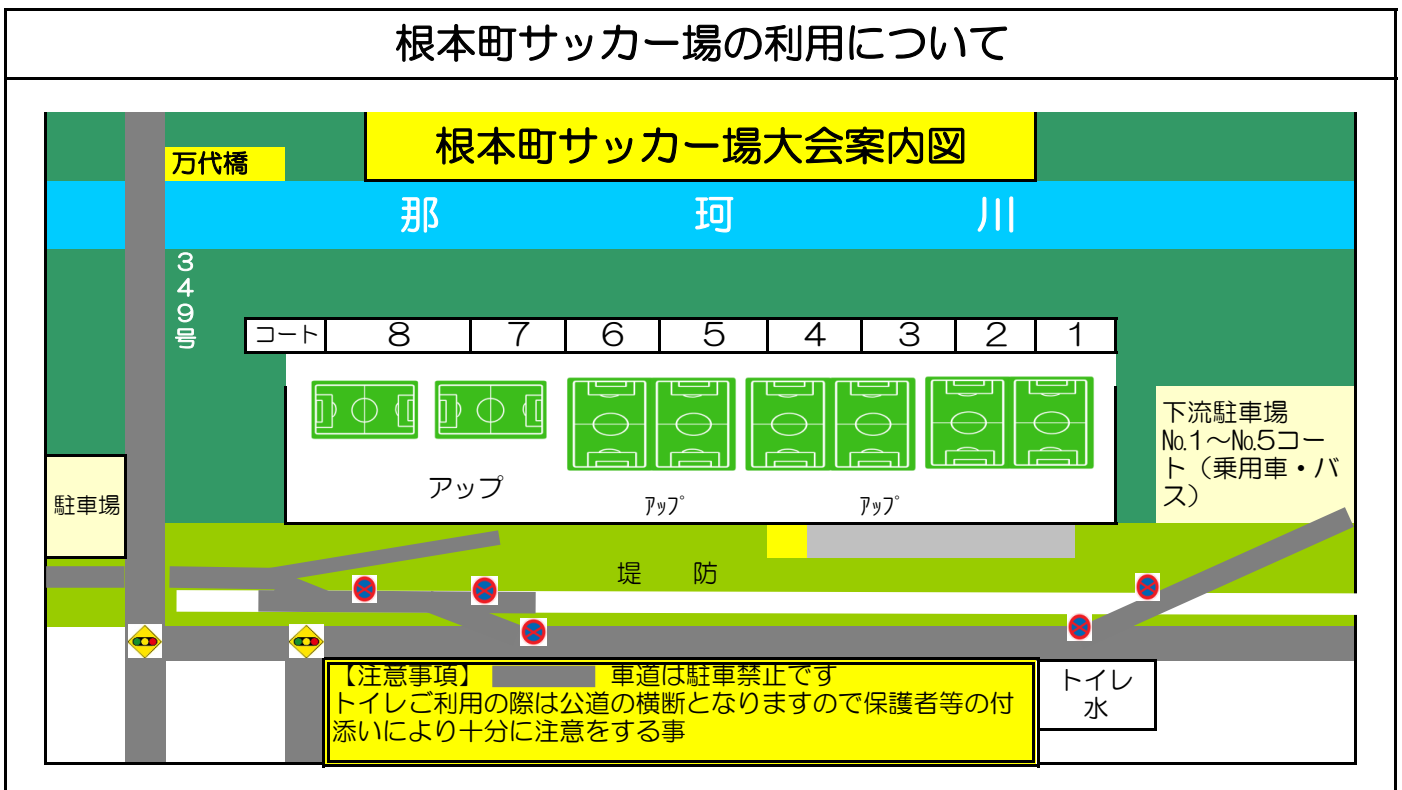 根本町サッカー場の利用について
根本町サッカー場大会案内図
万代橋
那 珂 川
349号
コート 8 7 6 5 4 3 2 1
下流駐車場
№1～№5コー
ト（乗用車・バ
ス）
駐車場
アップ
ｱｯﾌﾟ
ｱｯﾌﾟ
堤 防
【注意事項】 車道は駐車禁止です
トイレご利用の際は公道の横断となりますので保護者等の付
添いにより十分に注意をする事
トイレ
水